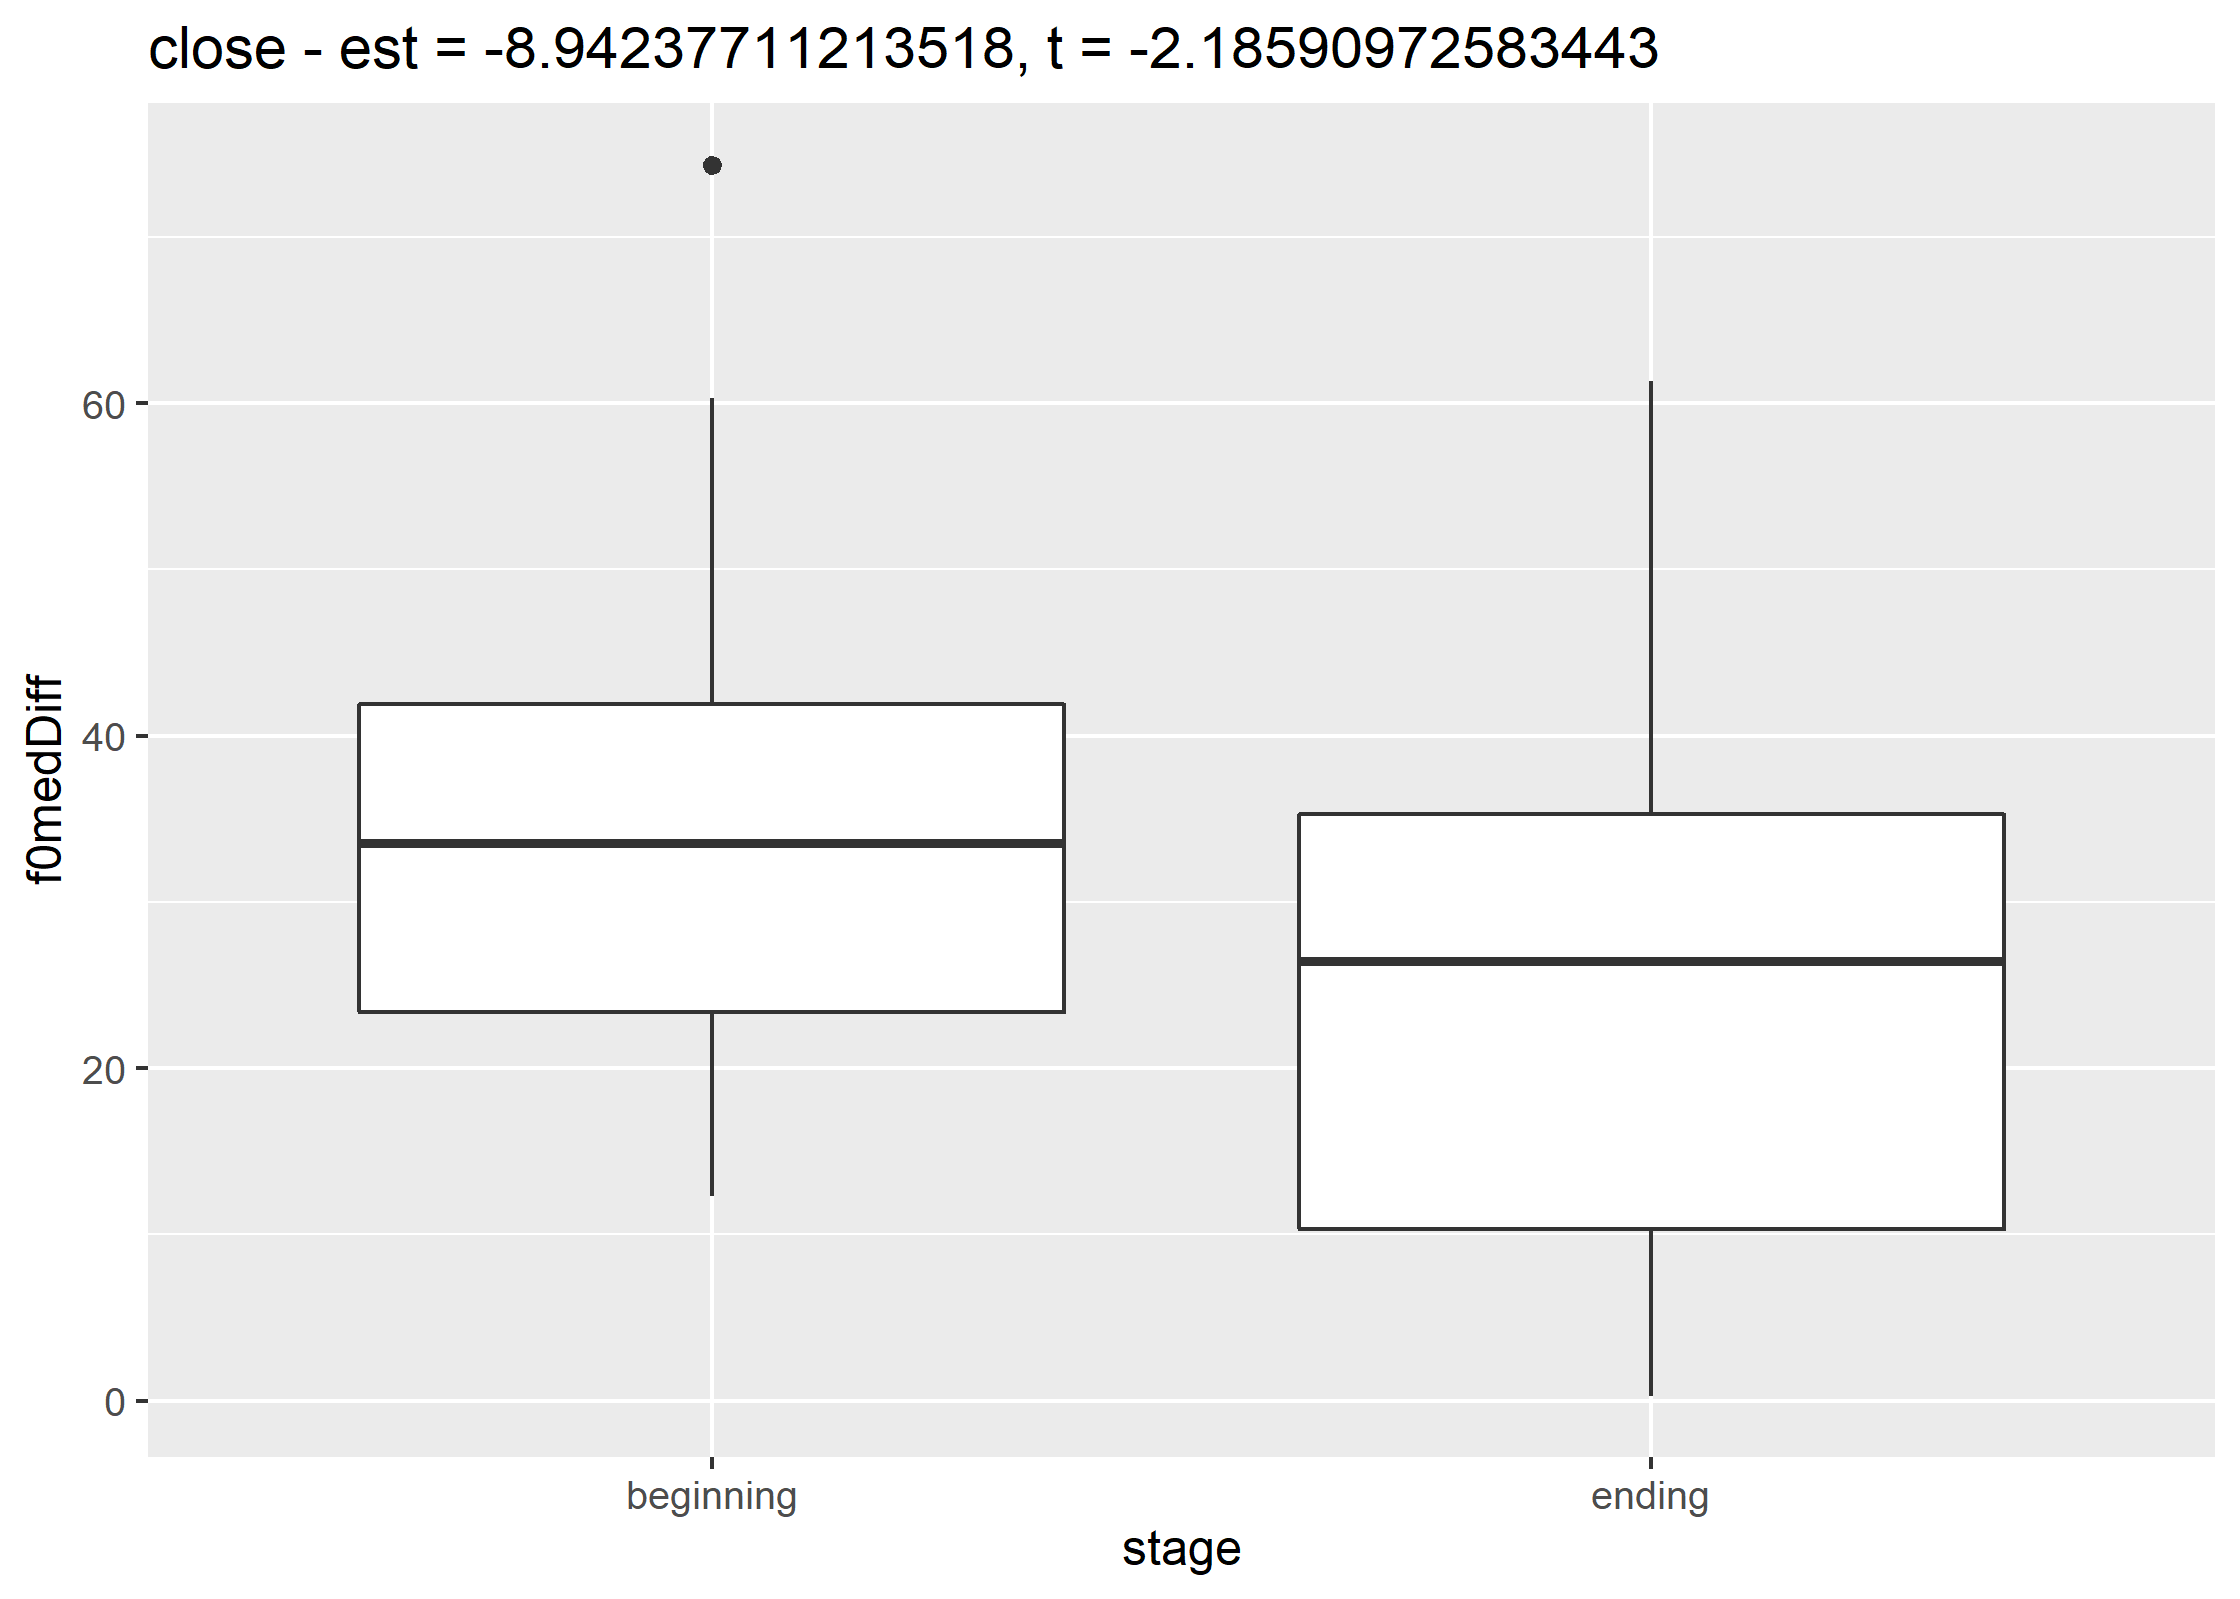 close - est = -8.94237711213518, t = -2.18590972583443
f0medDiff
60
40
20
0
beginning
ending
stage